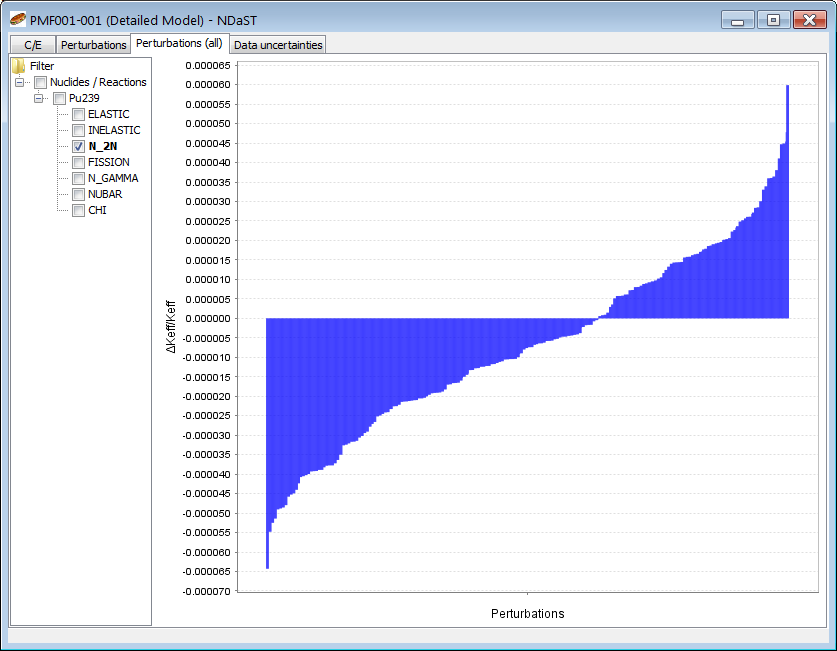 PMF001-001 (Detailed Model) - NDaST
C/E Perturbations Perturbations (all) Data uncertainties
Filter
Nuclides / Reactions
Pu239
ELASTIC
INELASTIC
N_2N
FISSION
N_GAMMA
NUBAR
CHI
ΔKeff/Keff
0.000065
0.000060
0.000055
0.000050
0.000045
0.000040
0.000035
0.000030
0.000025
0.000020
0.000015
0.000010
0.000005
0.000000
-0.000005
-0.000010
-0.000015
-0.000020
-0.000025
-0.000030
-0.000035
-0.000040
-0.000045
-0.000050
-0.000055
-0.000060
-0.000065
-0.000070
Perturbations